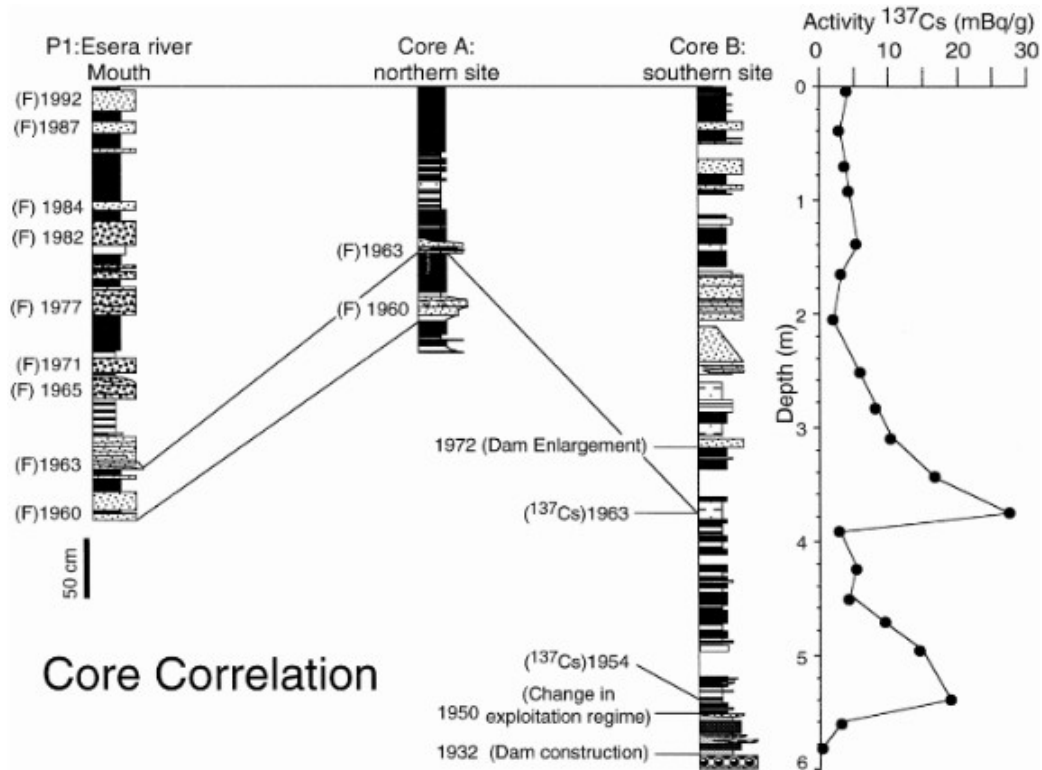 Activity 137Cs (mBq/g)
P1:Esera river
Mouth
Core A:
northern site
Core B:
southern site
0 10 20 30
(F)1992
(F)1987
(F) 1984
(F) 1982
(F) 1977
(F)1971
(F) 1965
(F)1963
(F)1960
50 cm
(F)1963
(F) 1960
1972 (Dam Enlargement)
(137Cs)1963
(137Cs)1954
(Change in
1950 exploitation regime)
1932 (Dam construction)
0
1
2
3
4
5
6
Depth (m)
Core Correlation